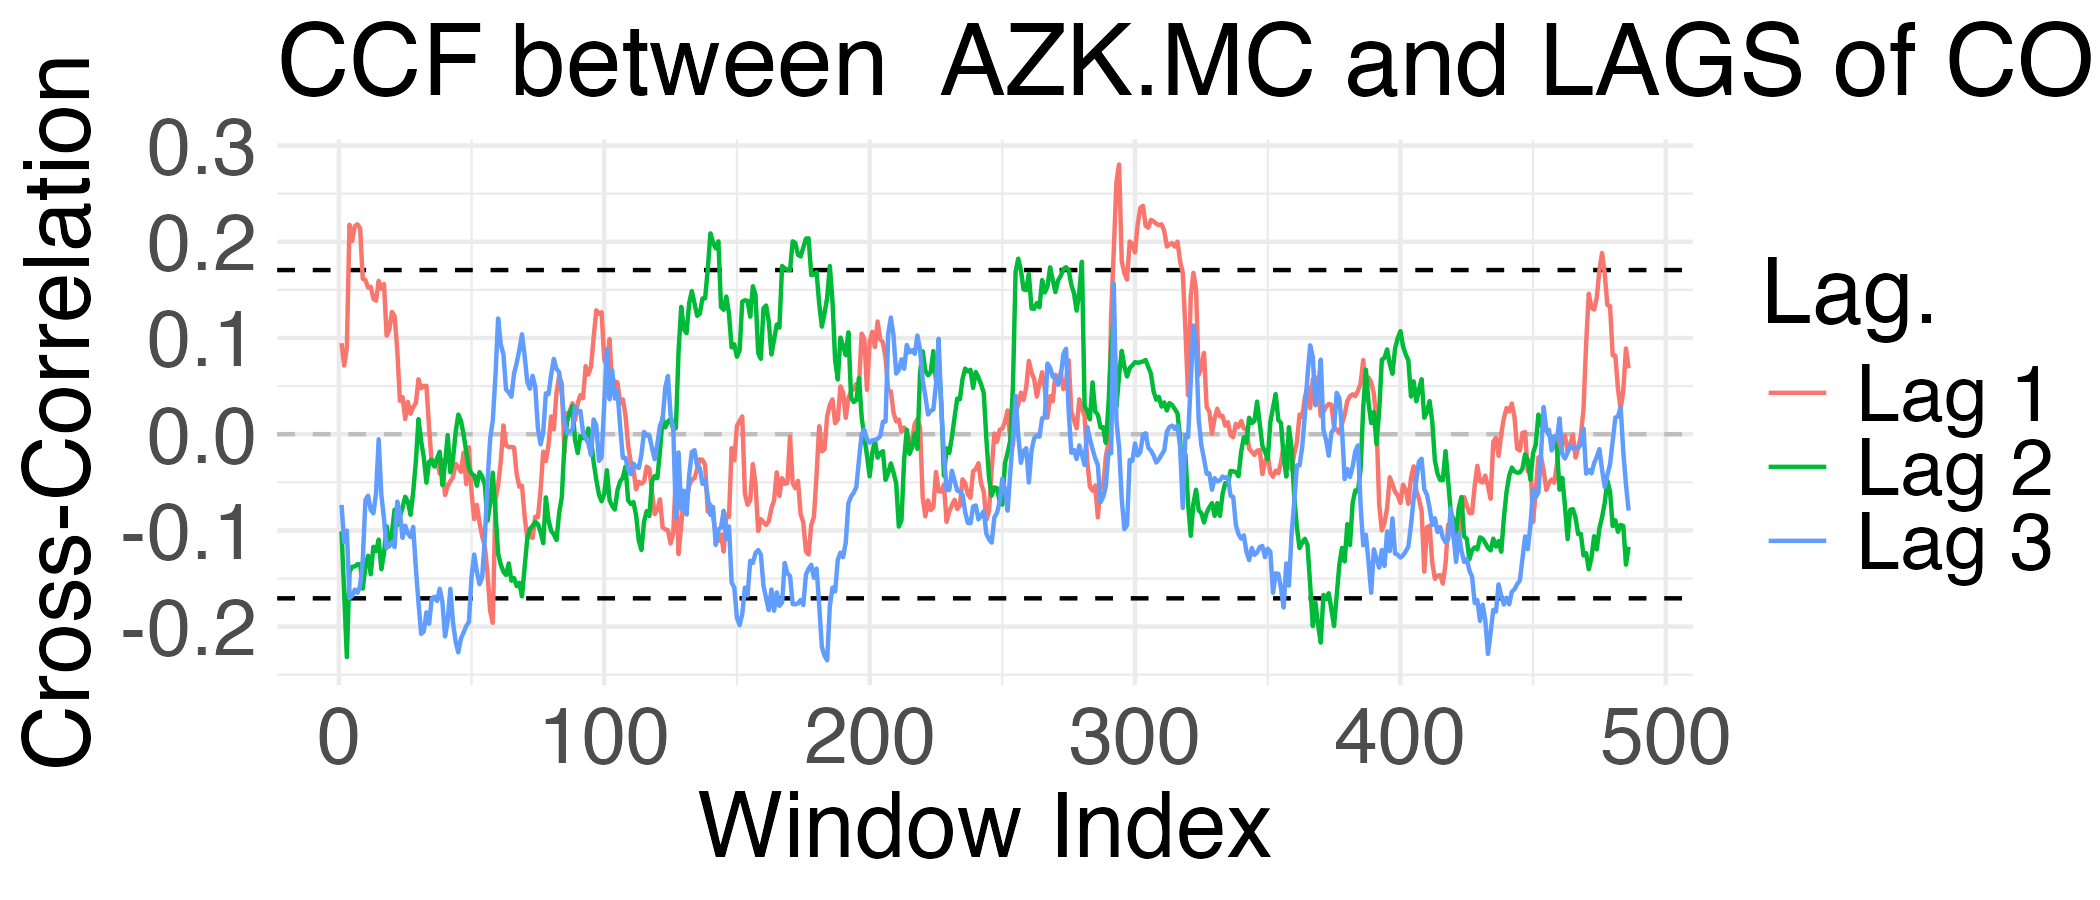 CCF between  AZK.MC and LAGS of CO
Cross-Correlation
0.3
0.2
0.1
0.0
-0.1
-0.2
0
100
200
300
400
500
Window Index
Lag.
Lag 1
Lag 2
Lag 3